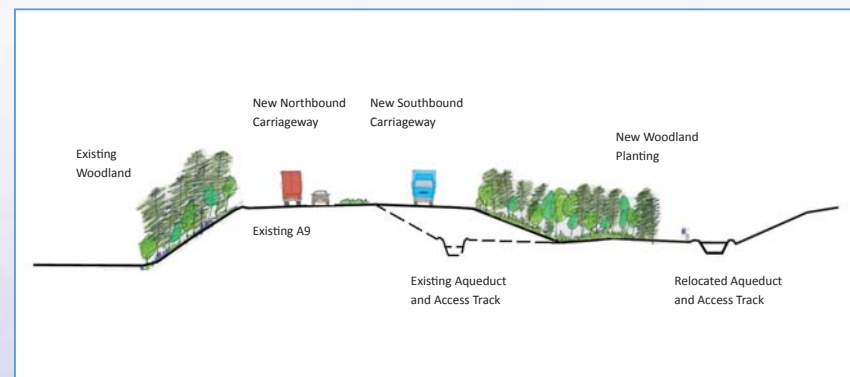 New Northbound
Carriageway
New Southbound
Carriageway
New Woodland
Planting
Existing
Woodland
Existing A9
Existing Aqueduct
and Access Track
Relocated Aqueduct
and Access Track